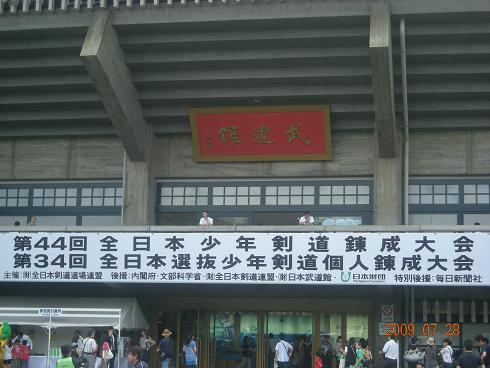 武道館
第44回 全日本少年剣道錬成大会
第34回 全日本選抜少年剣道個人錬成大会
主催・財全日本剣道道場連盟 後援・内閣府・文部科学省・財全日本剣道連盟・財日本武道館・日本財団 特別後援・毎日新聞社
2009.07.28